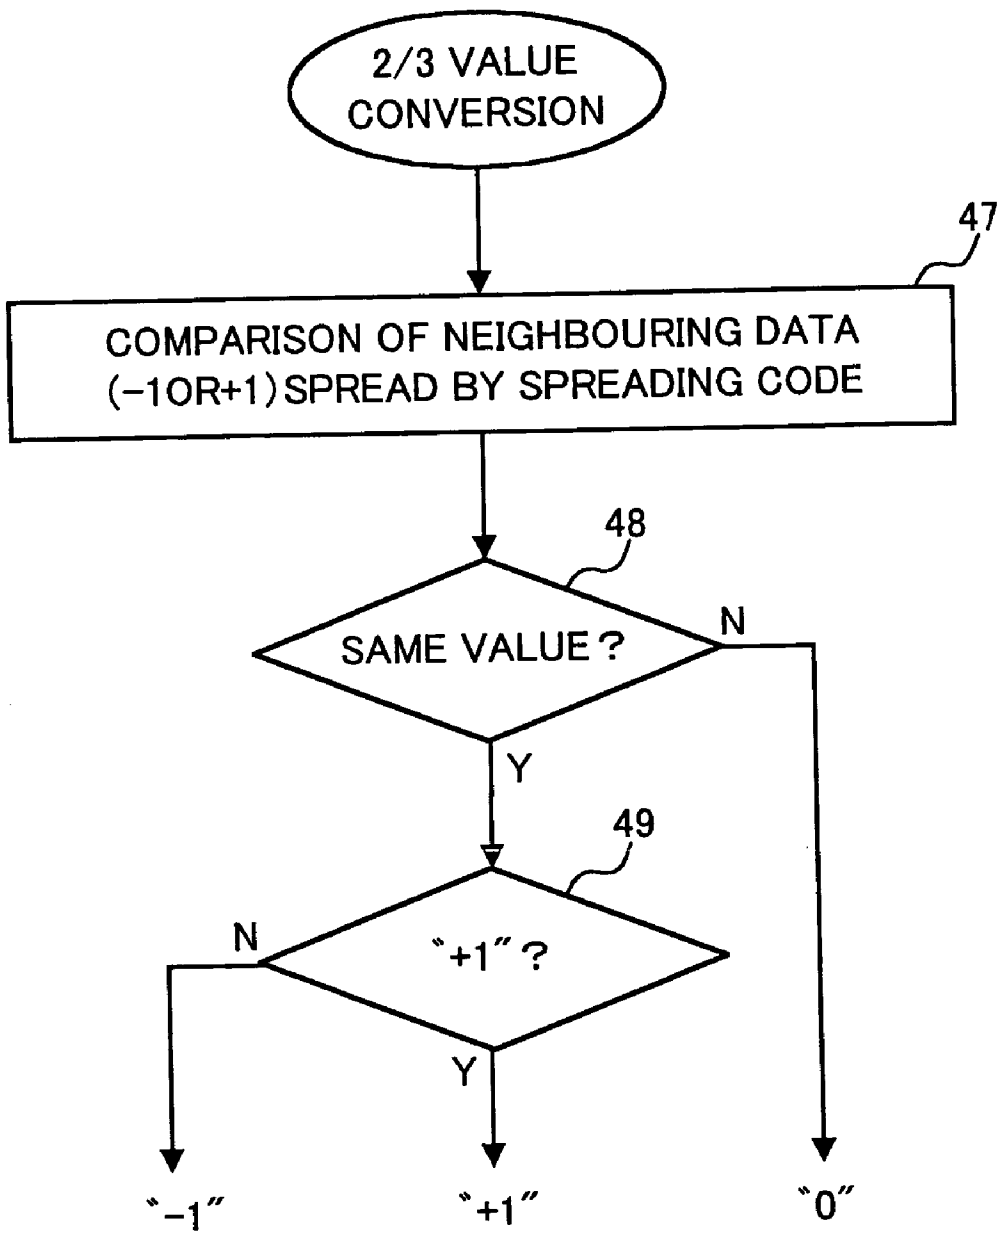 2/3 VALUE
CONVERSION
47
COMPARISON OF NEIGHBOURING DATA
(-1OR+1)SPREAD BY SPREADING CODE
48
SAME VALUE?
N
Y
49
N
"+1"?
Y
"-1"
"+1"
"0"